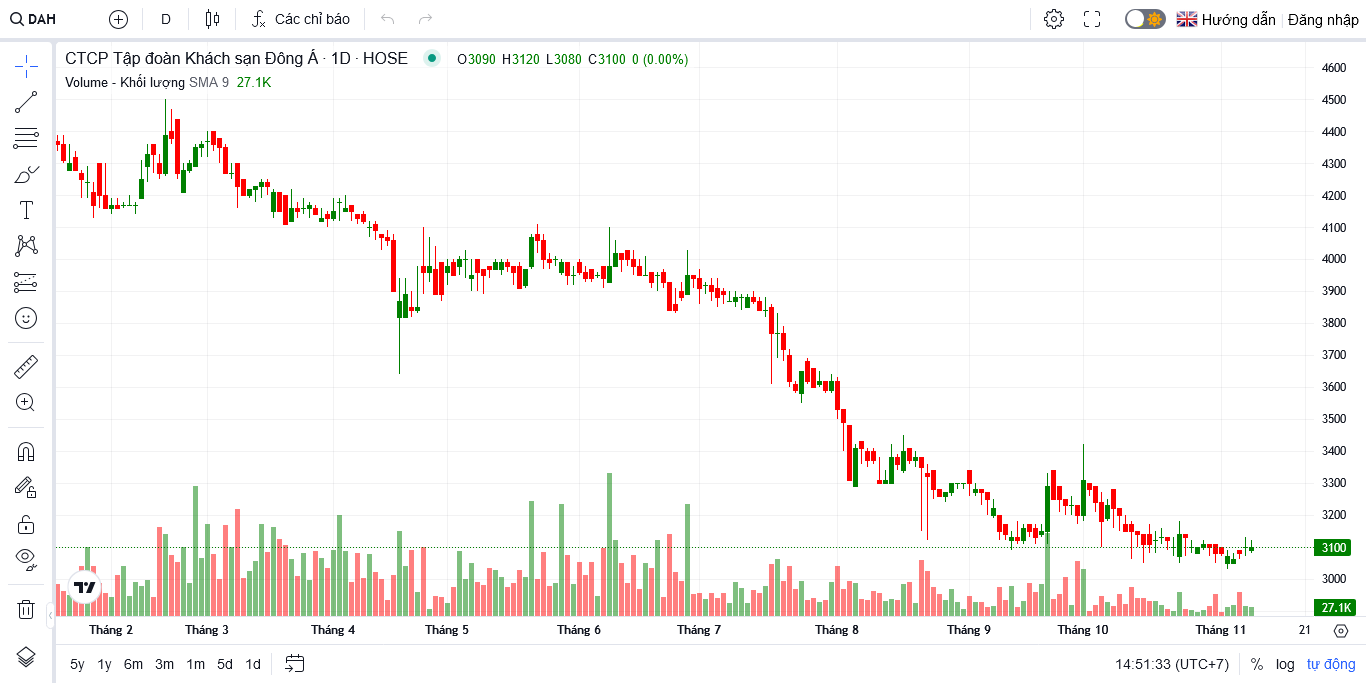 DAH D Các chỉ báo Hướng dẫn Đăng nhập
CTCP Tập đoàn Khách sạn Đông Á · 1D · HOSE O3090 H3120 L3080 C3100 0 (0.00%)
Volume - Khối lượng SMA 9 27.1K
4600
4500
4400
4300
4200
4100
4000
3900
3800
3700
3600
3500
3400
3300
3200
3100
3000
27.1K
Tháng 2 Tháng 3 Tháng 4 Tháng 5 Tháng 6 Tháng 7 Tháng 8 Tháng 9 Tháng 10 Tháng 11 21
5y 1y 6m 3m 1m 5d 1d 14:51:33 (UTC+7) % log tự động